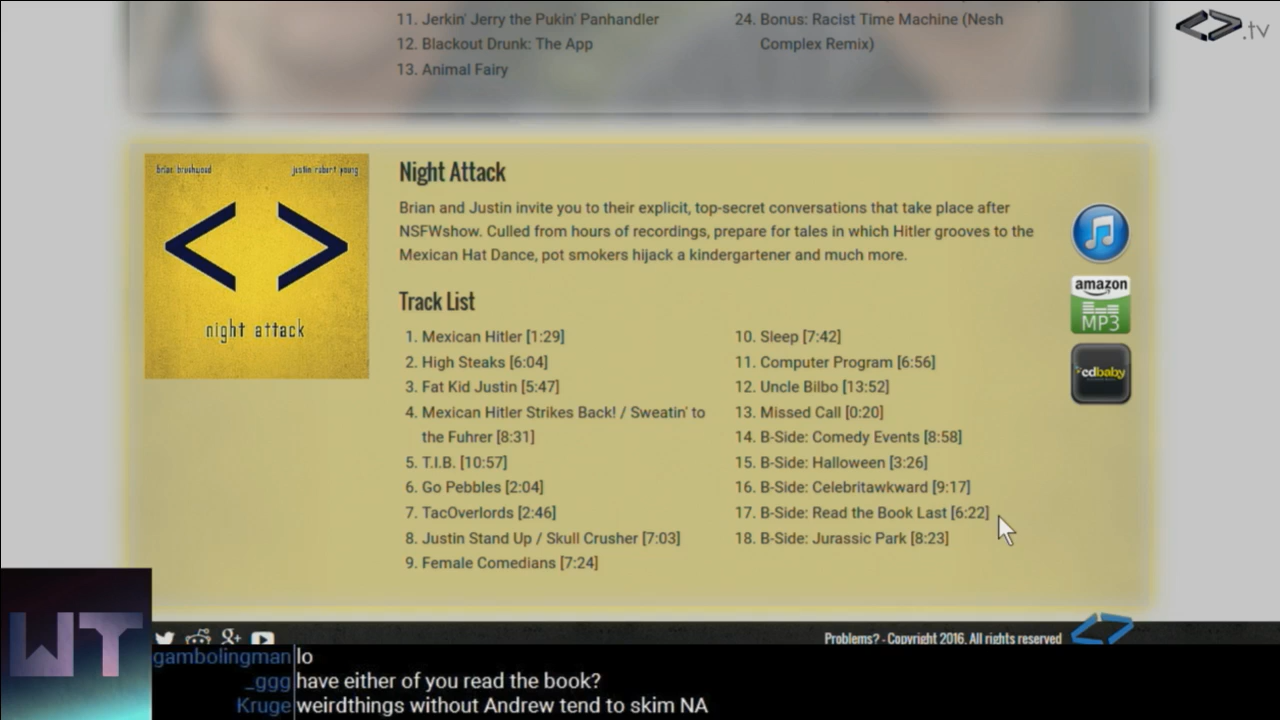 11. Jerkin' Jerry the Pukin' Panhandler
12. Blackout Drunk: The App
13. Animal Fairy
24. Bonus: Racist Time Machine (Nesh
Complex Remix)
<>.tv
brian brushwood
justin robert young
<>
night attack
Night Attack
Brian and Justin invite you to their explicit, top-secret conversations that take place after
NSFWshow. Culled from hours of recordings, prepare for tales in which Hitler grooves to the
Mexican Hat Dance, pot smokers hijack a kindergartener and much more.
Track List
1. Mexican Hitler [1:29]
2. High Steaks [6:04]
3. Fat Kid Justin [5:47]
4. Mexican Hitler Strikes Back! / Sweatin' to
the Fuhrer [8:31]
5. T.I.B. [10:57]
6. Go Pebbles [2:04]
7. TacOverlords [2:46]
8. Justin Stand Up / Skull Crusher [7:03]
9. Female Comedians [7:24]
10. Sleep [7:42]
11. Computer Program [6:56]
12. Uncle Bilbo [13:52]
13. Missed Call [0:20]
14. B-Side: Comedy Events [8:58]
15. B-Side: Halloween [3:26]
16. B-Side: Celebritawkward [9:17]
17. B-Side: Read the Book Last [6:22]
18. B-Side: Jurassic Park [8:23]
amazon
MP3
cdbaby
g+
Problems? - Copyright 2016, All rights reserved
WT
gambolingman lo
_ggg have either of you read the book?
Kruge weirdthings without Andrew tend to skim NA